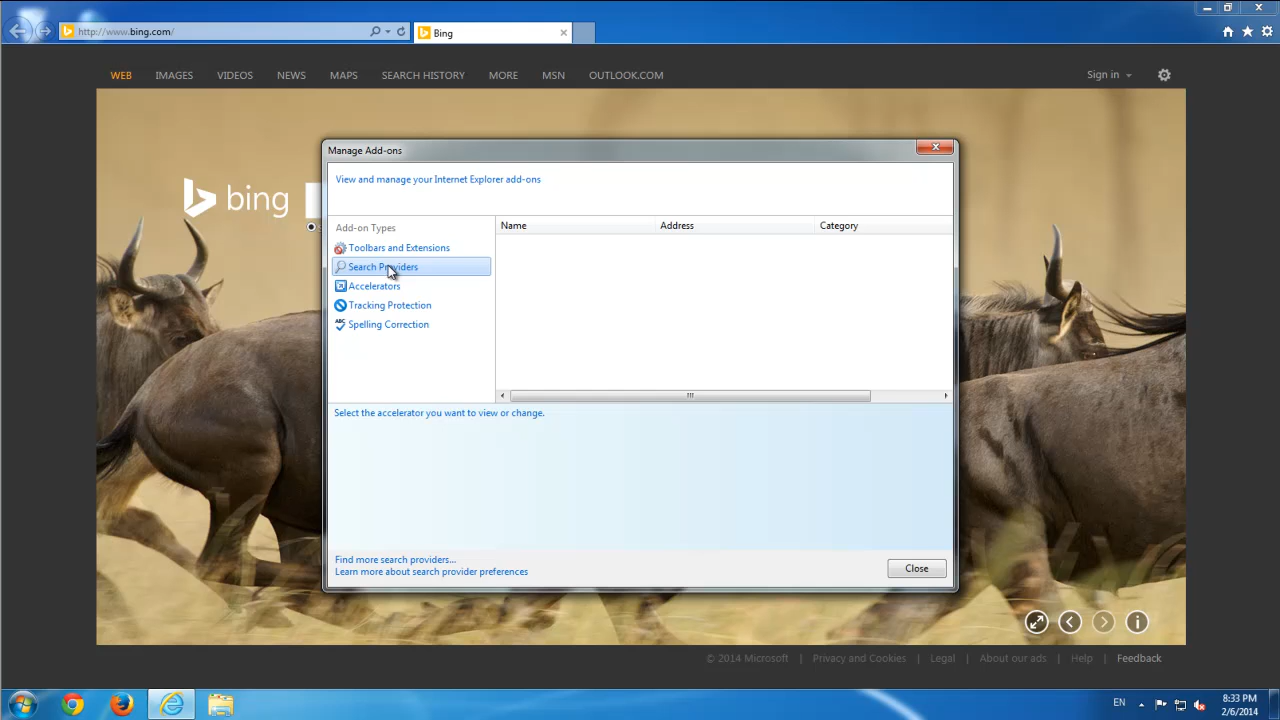 http://www.bing.com/
Bing
WEB IMAGES VIDEOS NEWS MAPS SEARCH HISTORY MORE MSN OUTLOOK.COM
Sign in
bing
Manage Add-ons
View and manage your Internet Explorer add-ons
Add-on Types
Toolbars and Extensions
Search Providers
Accelerators
Tracking Protection
Spelling Correction
Name Address Category
Select the accelerator you want to view or change.
Find more search providers...
Learn more about search provider preferences
Close
© 2014 Microsoft | Privacy and Cookies | Legal | About our ads | Help | Feedback
EN
8:33 PM
2/6/2014